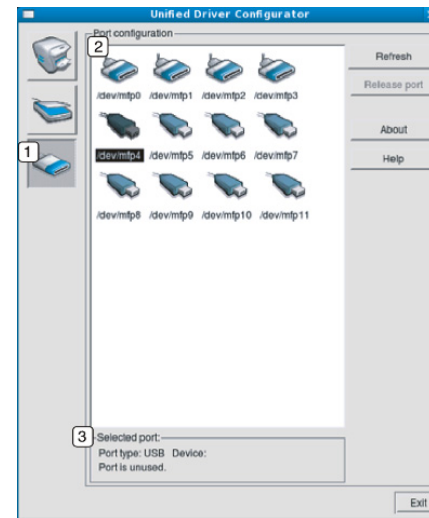 Unified Driver Configurator
Port configuration
2
Refresh
/dev/mfp0 /dev/mfp1 /dev/mfp2 /dev/mfp3
Release port
About
1
/dev/mfp4 /dev/mfp5 /dev/mfp6 /dev/mfp7
Help
/dev/mfp8 /dev/mfp9 /dev/mfp10 /dev/mfp11
3
Selected port:
Port type: USB Device:
Port is unused.
Exit